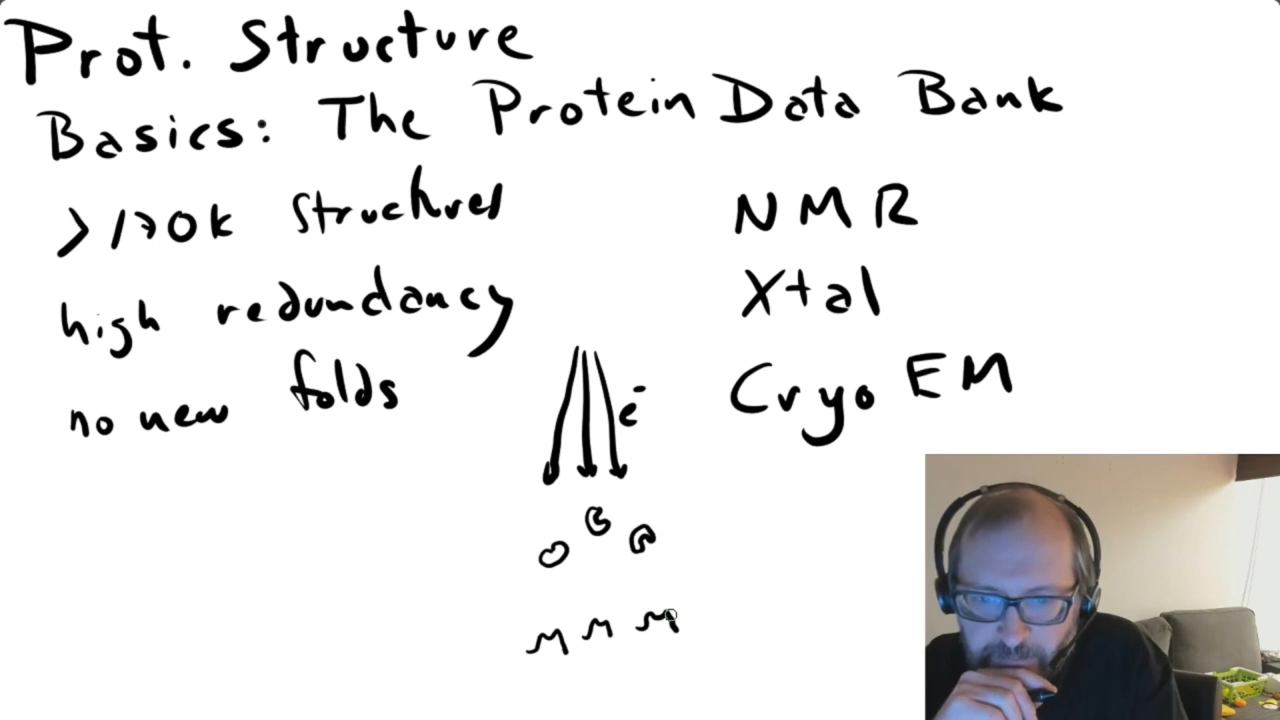 Prot. Structure
Basics: The Protein Data Bank
>170k structures
high redundancy
no new folds
NMR
Xtal
Cryo EM
e⁻